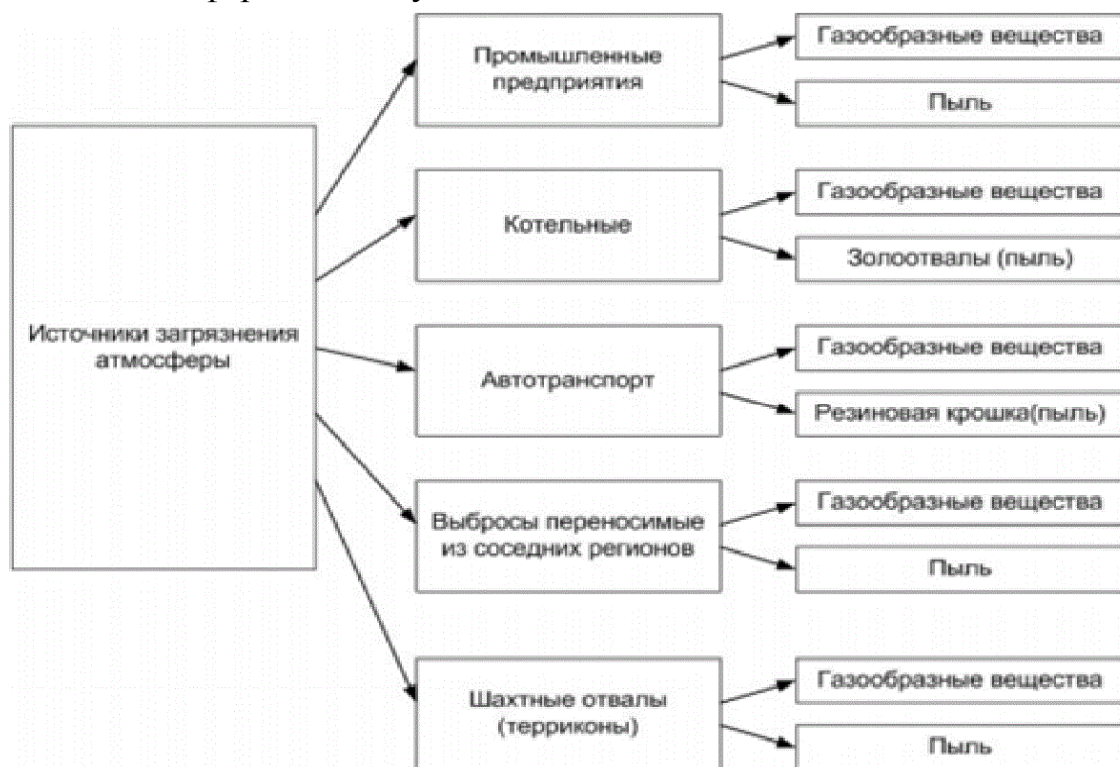 Источники загрязнения
атмосферы
Промышленные
предприятия
Газообразные вещества
Пыль
Котельные
Газообразные вещества
Золоотвалы (пыль)
Автотранспорт
Газообразные вещества
Резиновая крошка(пыль)
Выбросы переносимые
из соседних регионов
Газообразные вещества
Пыль
Шахтные отвалы
(терриконы)
Газообразные вещества
Пыль